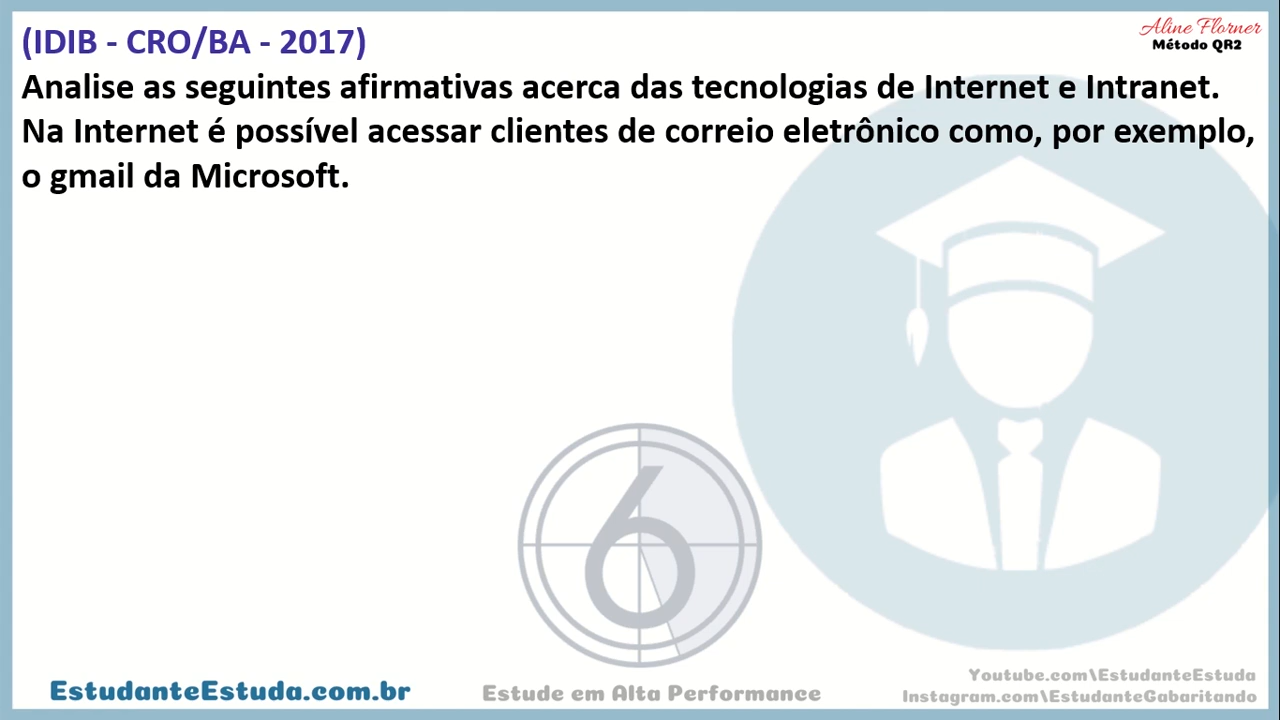 (IDIB - CRO/BA - 2017)
Aline Florner
Método QR2
Analise as seguintes afirmativas acerca das tecnologias de Internet e Intranet.
Na Internet é possível acessar clientes de correio eletrônico como, por exemplo,
o gmail da Microsoft.
6
EstudanteEstuda.com.br
Estude em Alta Performance
Youtube.com\EstudanteEstuda
Instagram.com\EstudanteGabaritando